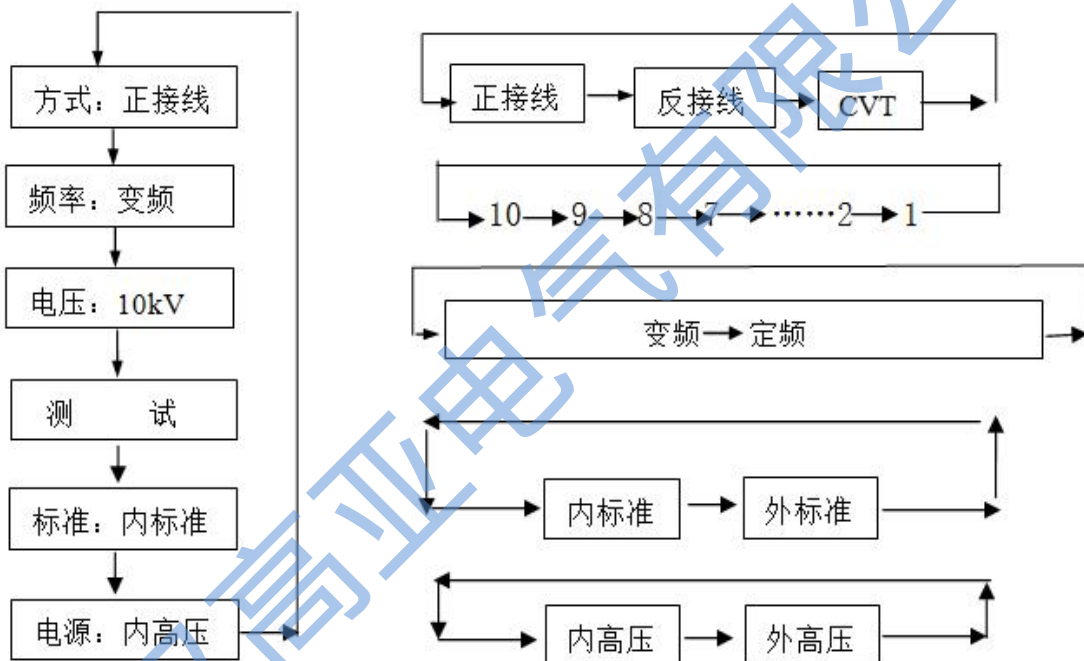 方式：正接线
频率：变频
电压：10kV
测 试
标准：内标准
电源：内高压
正接线 反接线 CVT
10 9 8 7 ……2 1
变频 定频
内标准 外标准
内高压 外高压
高亚电气有限公